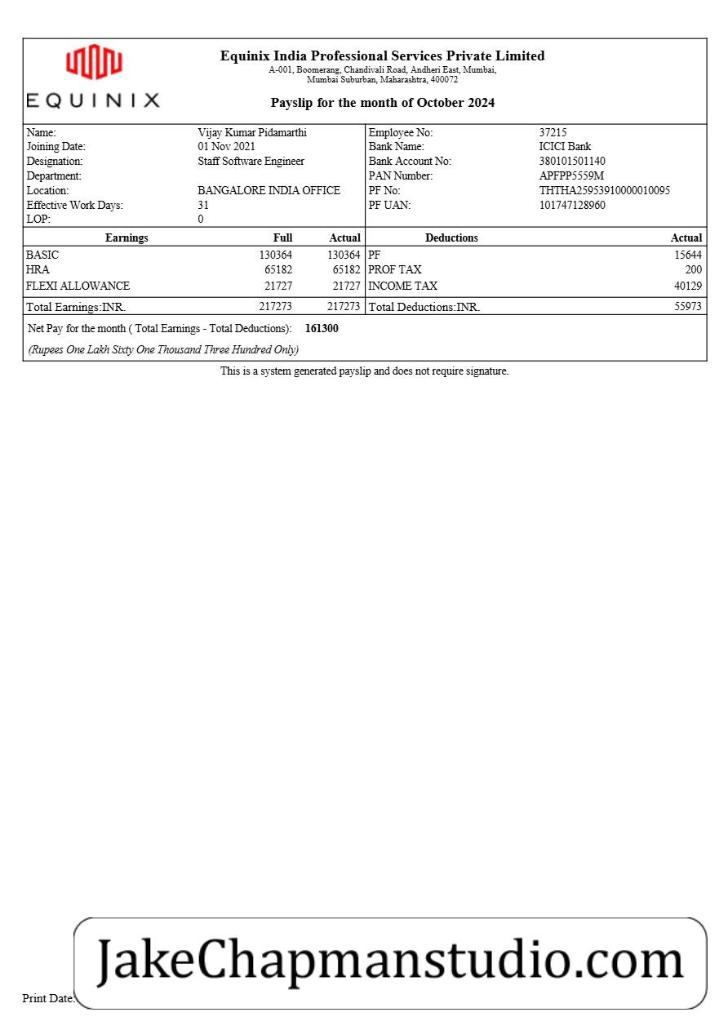 Equinix India Professional Services Private Limited
A-001, Boomerang, Chandivali Road, Andheri East, Mumbai,
Mumbai Suburban, Maharashtra, 400072
EQUINIX
Payslip for the month of October 2024
Name: Vijay Kumar Pidamarthi Employee No: 37215
Joining Date: 01 Nov 2021 Bank Name: ICICI Bank
Designation: Staff Software Engineer Bank Account No: 380101501140
Department: PAN Number: APFPP5559M
Location: BANGALORE INDIA OFFICE PF No: THTHA25953910000010095
Effective Work Days: 31 PF UAN: 101747128960
LOP: 0
Earnings Full Actual Deductions Actual
BASIC 130364 130364 PF 15644
HRA 65182 65182 PROF TAX 200
FLEXI ALLOWANCE 21727 21727 INCOME TAX 40129
Total Earnings:INR. 217273 217273 Total Deductions:INR. 55973
Net Pay for the month ( Total Earnings - Total Deductions): 161300
(Rupees One Lakh Sixty One Thousand Three Hundred Only)
This is a system generated payslip and does not require signature.
JakeChapmanstudio.com
Print Date: